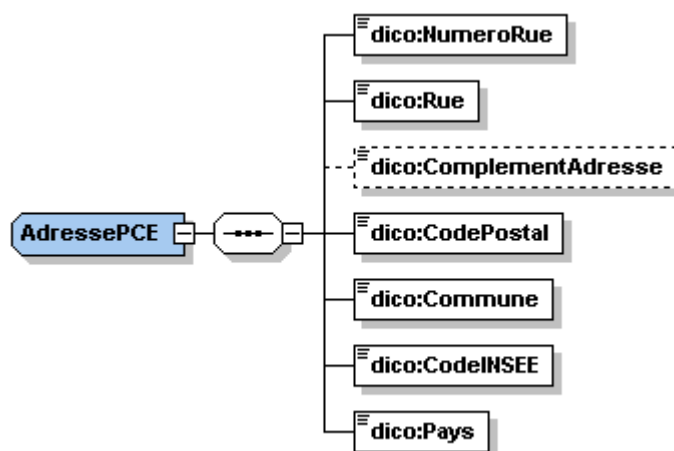 dico:NumeroRue
dico:Rue
dico:ComplementAdresse
AdressePCE
dico:CodePostal
dico:Commune
dico:CodeINSEE
dico:Pays